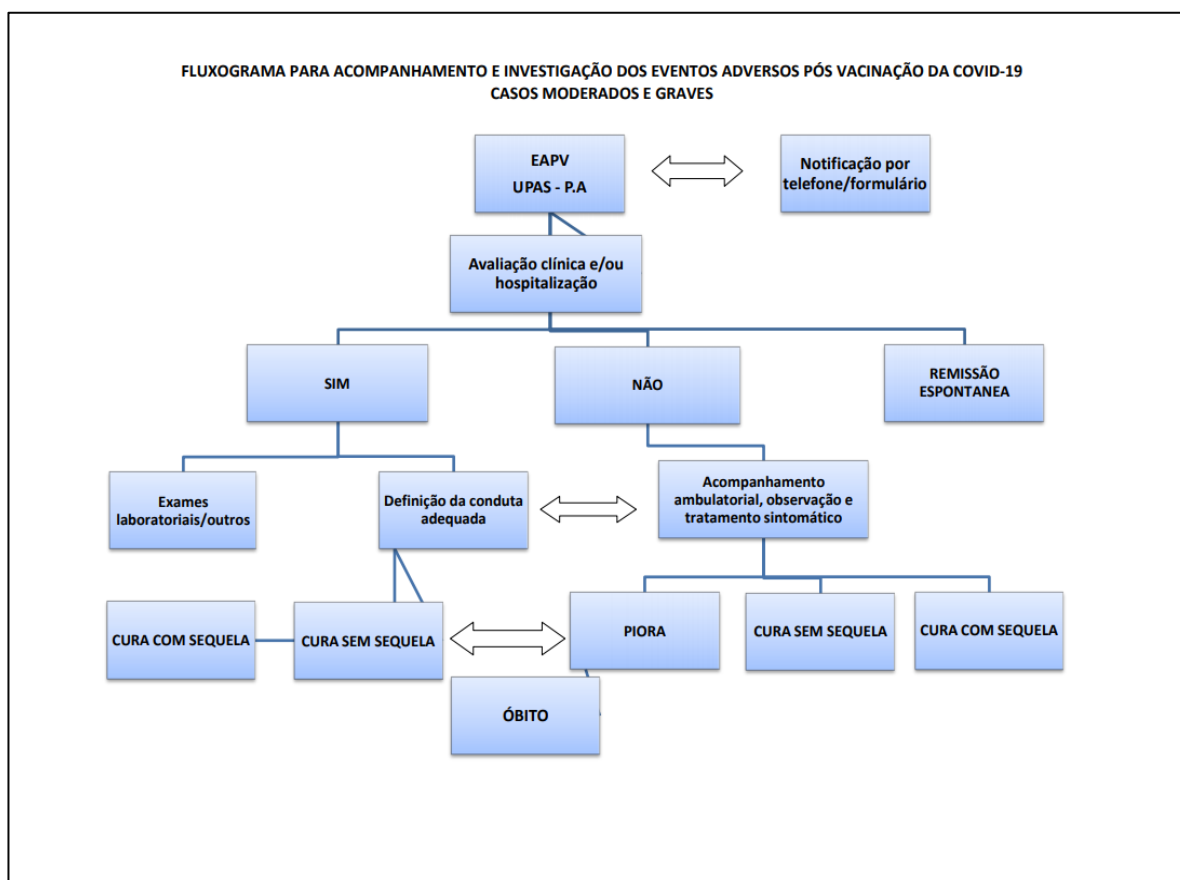 FLUXOGRAMA PARA ACOMPANHAMENTO E INVESTIGAÇÃO DOS EVENTOS ADVERSOS PÓS VACINAÇÃO DA COVID-19
CASOS MODERADOS E GRAVES
EAPV
UPAS - P.A
Notificação por
telefone/formulário
Avaliação clínica e/ou
hospitalização
SIM
NÃO
REMISSÃO
ESPONTANEA
Exames
laboratoriais/outros
Definição da conduta
adequada
Acompanhamento
ambulatorial, observação e
tratamento sintomático
CURA COM SEQUELA
CURA SEM SEQUELA
PIORA
CURA SEM SEQUELA
CURA COM SEQUELA
ÓBITO